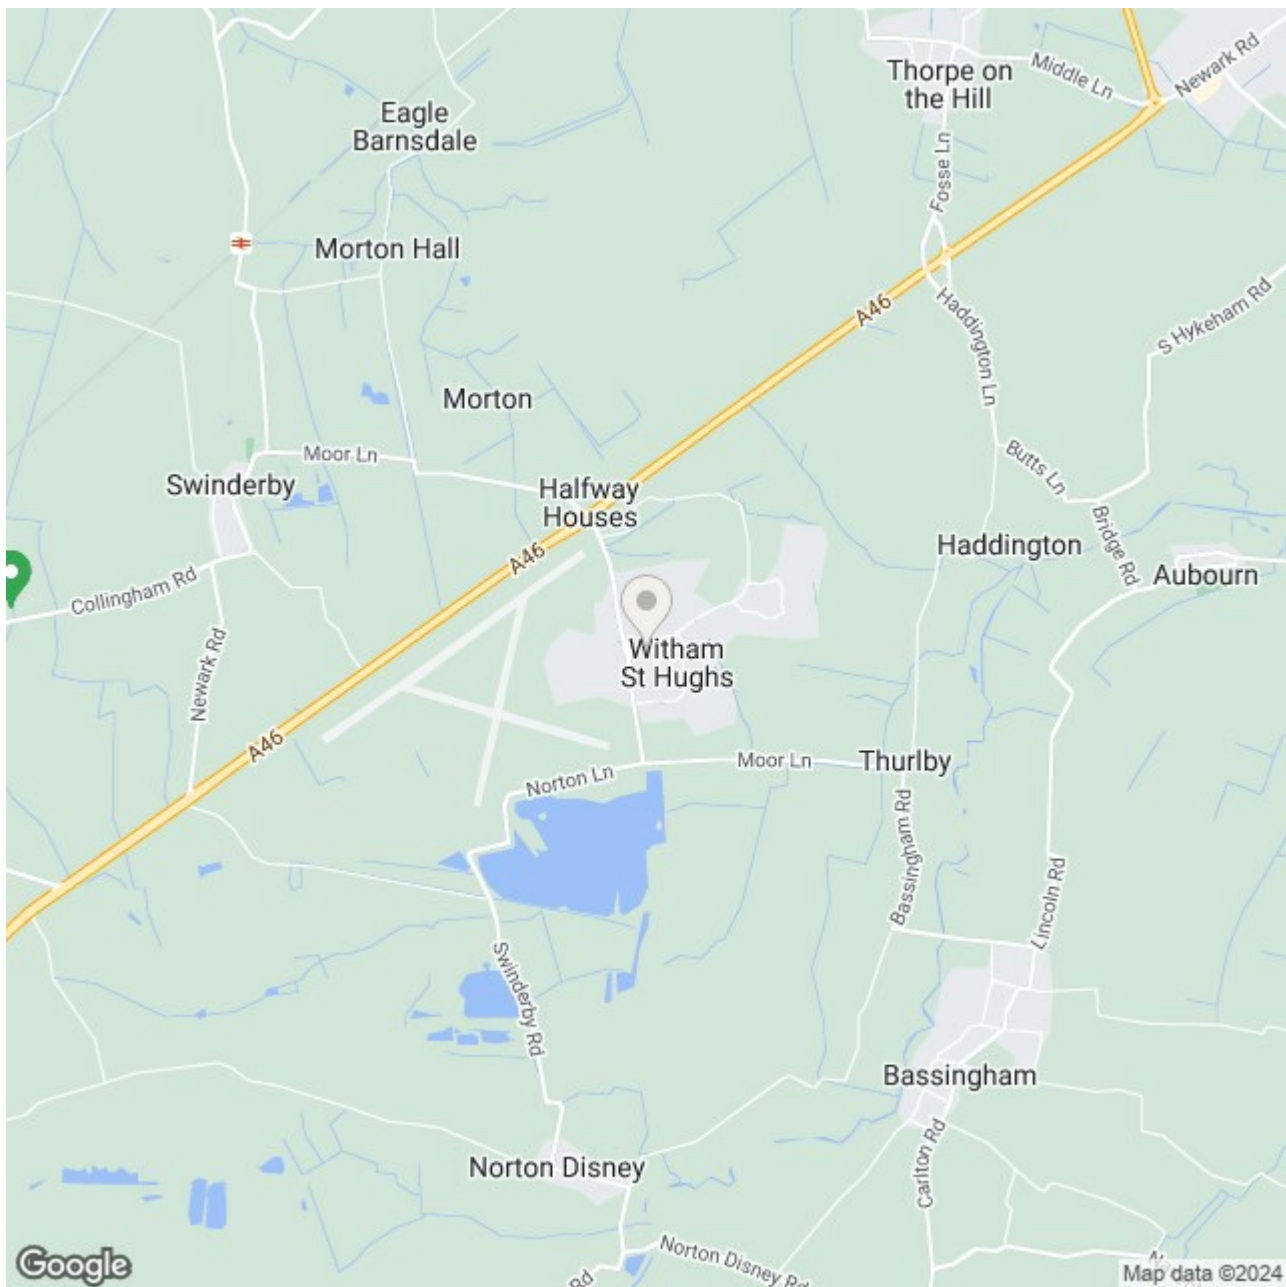 Thorpe on
the Hill
Middle Ln
Newark Rd
Eagle
Barnsdale
Fosse Ln
Morton Hall
A46
Haddington Ln
S Hykeham Rd
Morton
Moor Ln
Swinderby
Halfway
Houses
Butts Ln
Bridge Rd
Haddington
A46
Aubourn
Collingham Rd
Newark Rd
Witham
St Hughs
A46
Norton Ln
Moor Ln
Thurlby
Bassingham Rd
Lincoln Rd
Swinderby Rd
Bassingham
Carlton Rd
Norton Disney
Norton Disney Rd
Rd
Google
Map data ©2024